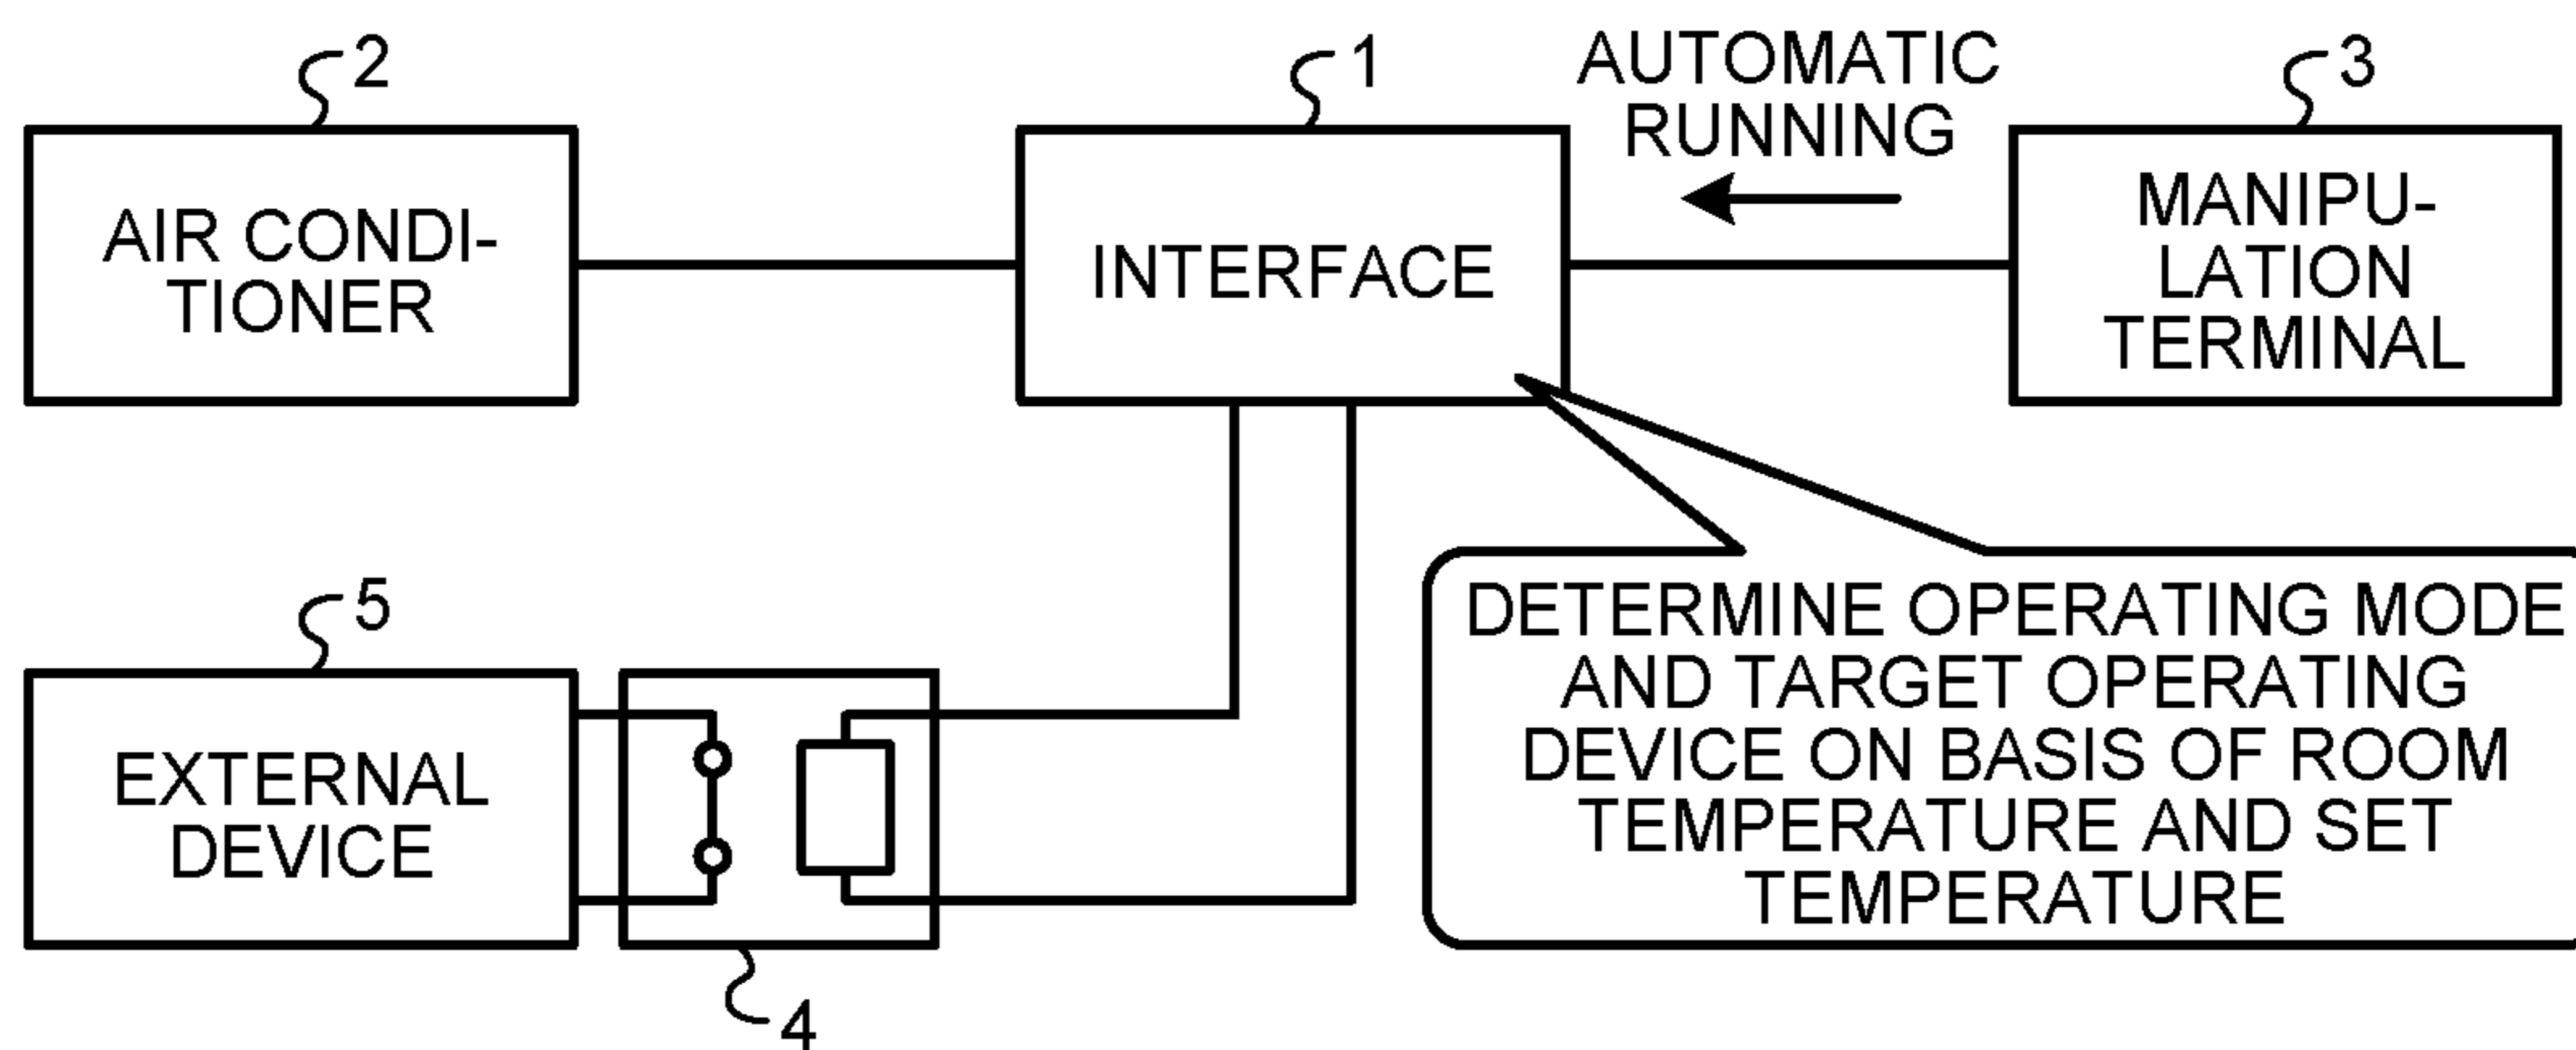 2
1
AUTOMATIC
RUNNING
3
AIR CONDI-
TIONER
INTERFACE
MANIPU-
LATION
TERMINAL
5
EXTERNAL
DEVICE
4
DETERMINE OPERATING MODE
AND TARGET OPERATING
DEVICE ON BASIS OF ROOM
TEMPERATURE AND SET
TEMPERATURE